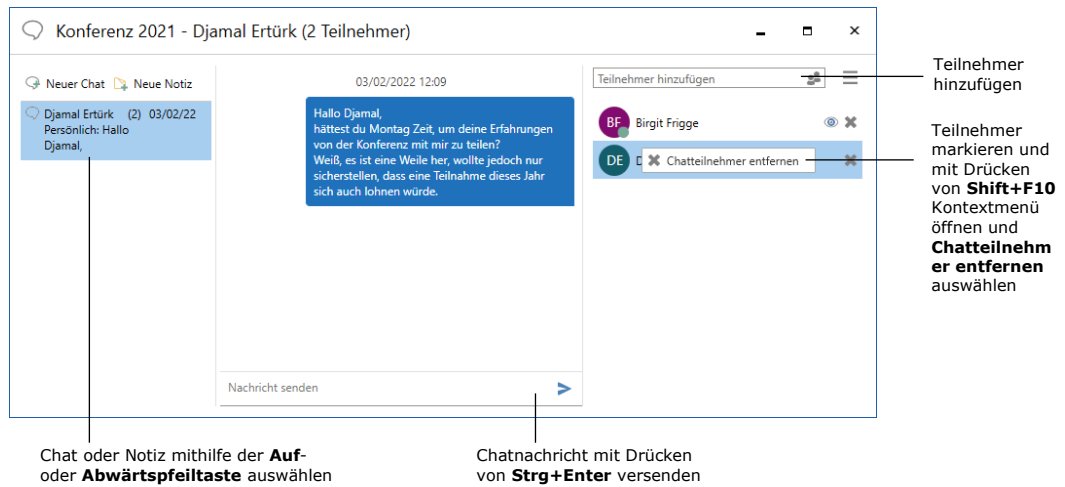 Konferenz 2021 - Djamal Ertürk (2 Teilnehmer)
Neuer Chat Neue Notiz
Djamal Ertürk (2) 03/02/22
Persönlich: Hallo
Djamal,
03/02/2022 12:09
Hallo Djamal,
hättest du Montag Zeit, um deine Erfahrungen
von der Konferenz mit mir zu teilen?
Weiß, es ist eine Weile her, wollte jedoch nur
sicherstellen, dass eine Teilnahme dieses Jahr
sich auch lohnen würde.
Nachricht senden
Teilnehmer hinzufügen
BF Birgit Frigge
DE D Chatteilnehmer entfernen
Teilnehmer
hinzufügen
Teilnehmer
markieren und
mit Drücken
von Shift+F10
Kontextmenü
öffnen und
Chatteilnehm
er entfernen
auswählen
Chat oder Notiz mithilfe der Auf-
oder Abwärtspfeiltaste auswählen
Chatnachricht mit Drücken
von Strg+Enter versenden